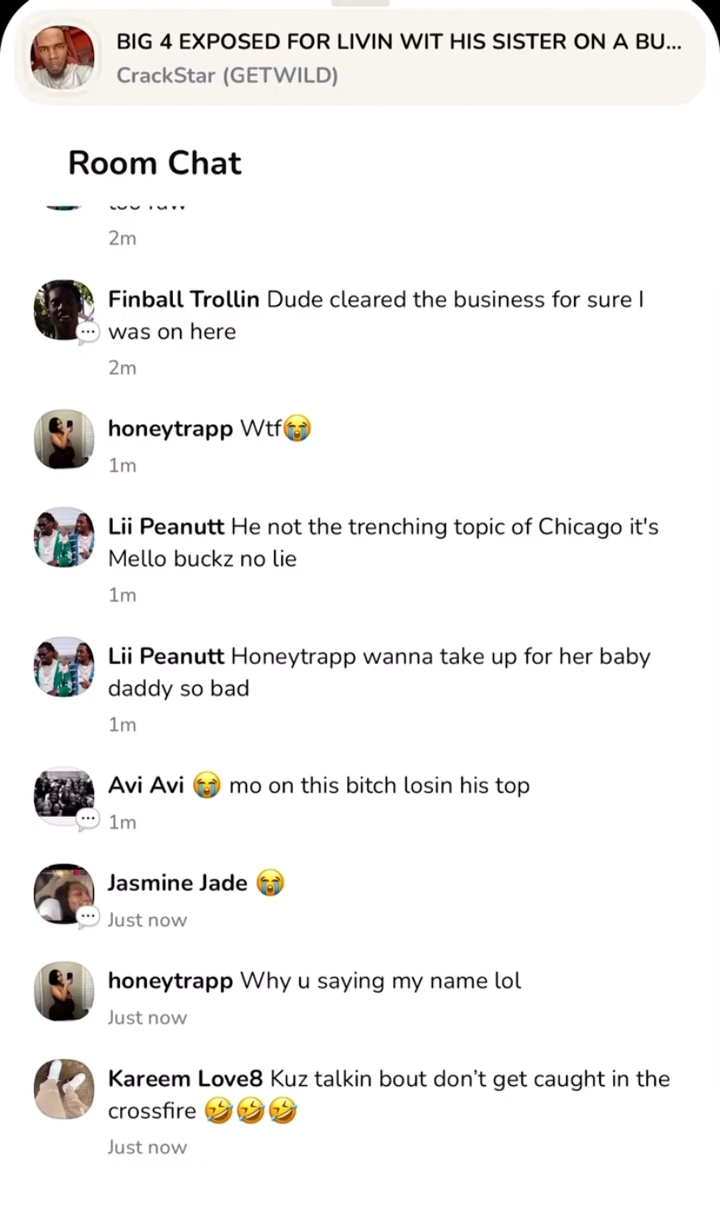 BIG 4 EXPOSED FOR LIVIN WIT HIS SISTER ON A BU...
CrackStar (GETWILD)
Room Chat
2m
Finball Trollin Dude cleared the business for sure I
was on here
2m
honeytrapp Wtf😭
1m
Lii Peanutt He not the trenching topic of Chicago it's
Mello buckz no lie
1m
Lii Peanutt Honeytrapp wanna take up for her baby
daddy so bad
1m
Avi Avi 😭 mo on this bitch losin his top
1m
Jasmine Jade 😭
Just now
honeytrapp Why u saying my name lol
Just now
Kareem Love8 Kuz talkin bout don’t get caught in the
crossfire 🤣🤣🤣
Just now